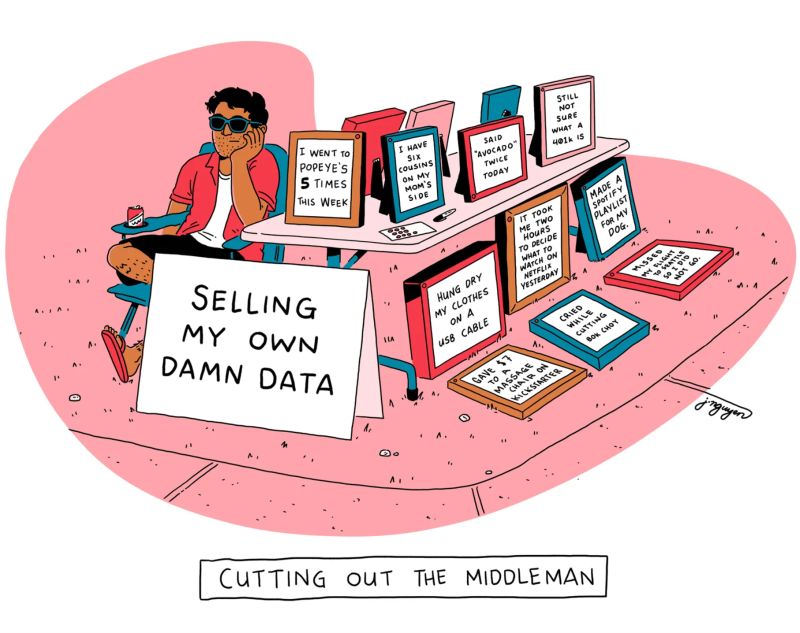 I WENT TO
POPEYE'S
5 TIMES
THIS WEEK
I HAVE
SIX
COUSINS
ON MY
MOM'S
SIDE
SAID
"AVOCADO"
TWICE
TODAY
STILL
NOT
SURE
WHAT A
401K IS
SELLING
MY OWN
DAMN DATA
HUNG DRY
MY CLOTHES
ON A
USB CABLE
IT TOOK
ME TWO
HOURS
TO DECIDE
WHAT TO
WATCH ON
NETFLIX
YESTERDAY
MADE A
SPOTIFY
PLAYLIST
FOR MY
DOG.
MISSED
MY FLIGHT
TO SEATTLE
SO I DID
NOT GO.
CRIED
WHILE
CUTTING
BOK CHOY
GAVE $7
TO A
MASSAGE
CHAIR ON
KICKSTARTER
j.nguyen
CUTTING OUT THE MIDDLEMAN